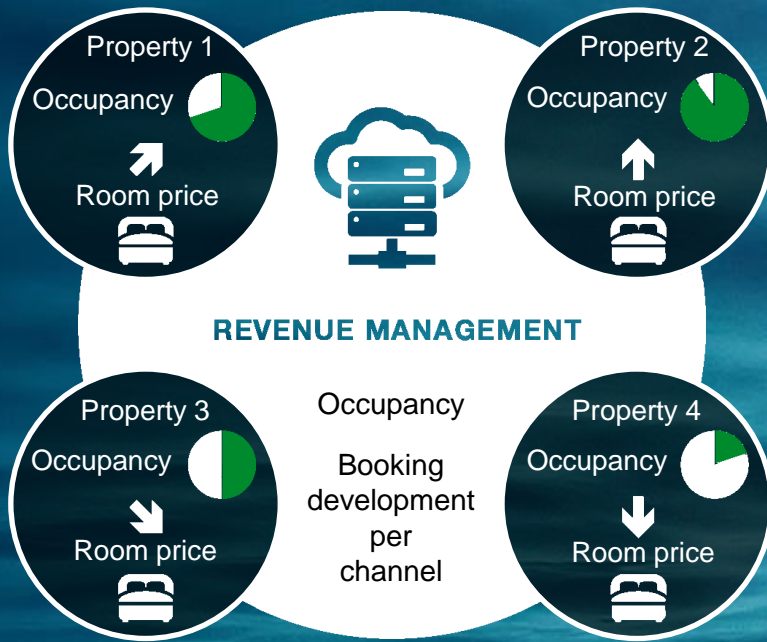 Property 1
Occupancy
Room price
Property 2
Occupancy
Room price
REVENUE MANAGEMENT
Occupancy
Booking
development
per
channel
Property 3
Occupancy
Room price
Property 4
Occupancy
Room price